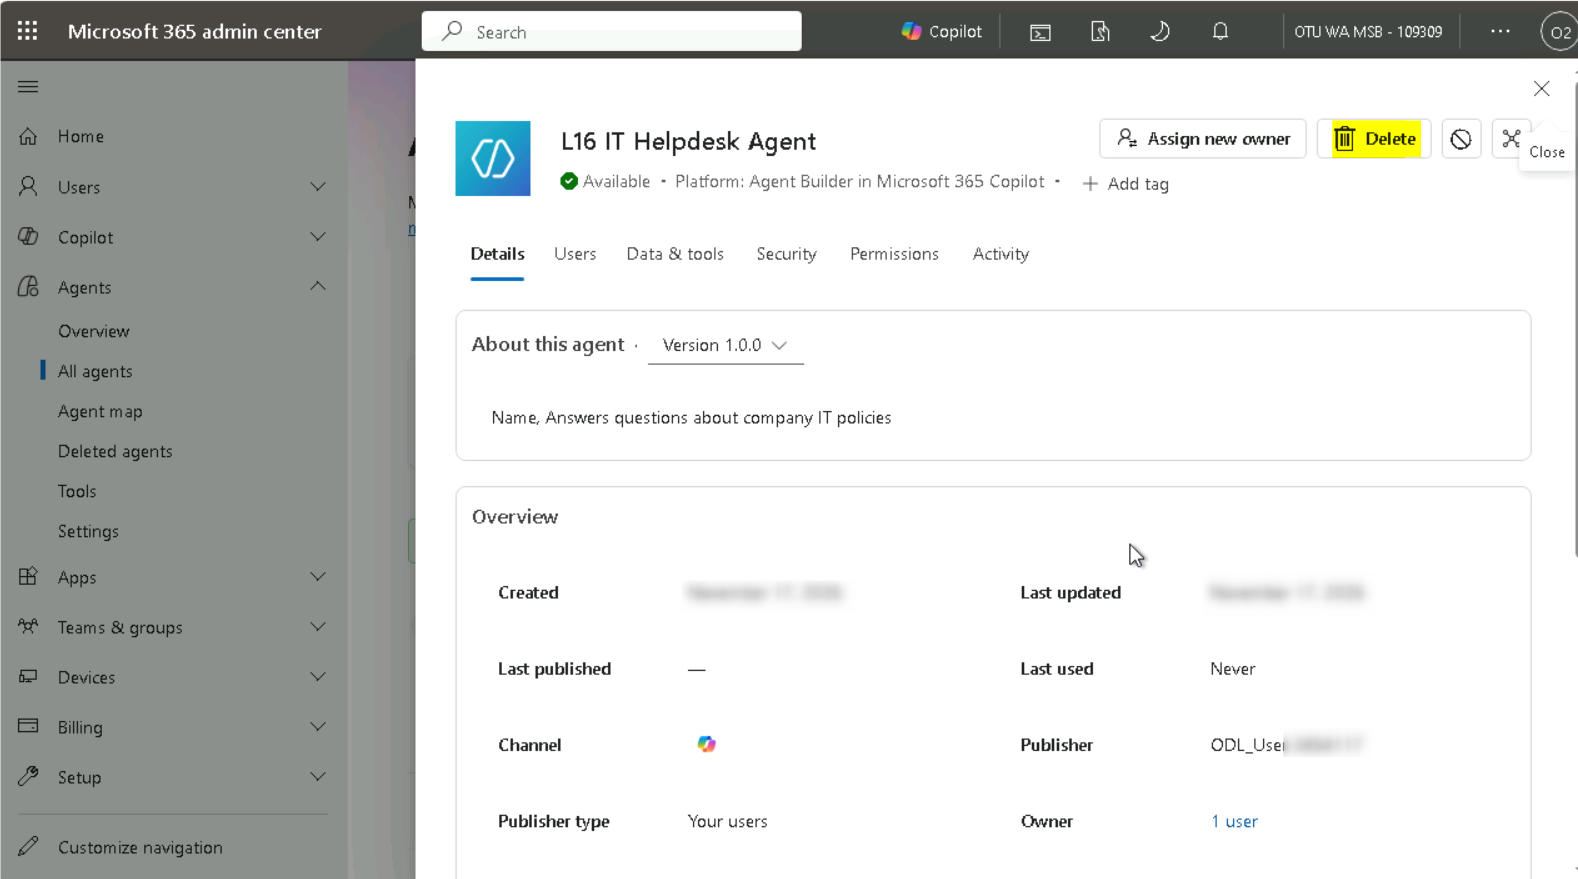 Microsoft 365 admin center
Search
Copilot
OTU WA MSB - 109309
O2
Home
Users
Copilot
Agents
Overview
All agents
Agent map
Deleted agents
Tools
Settings
Apps
Teams & groups
Devices
Billing
Setup
Customize navigation
L16 IT Helpdesk Agent
Assign new owner
Delete
Close
Available • Platform: Agent Builder in Microsoft 365 Copilot •
Add tag
Details Users Data & tools Security Permissions Activity
About this agent · Version 1.0.0
Name, Answers questions about company IT policies
Overview
Created
Last updated
Last published —
Last used Never
Channel
Publisher ODL_User
Publisher type Your users
Owner 1 user